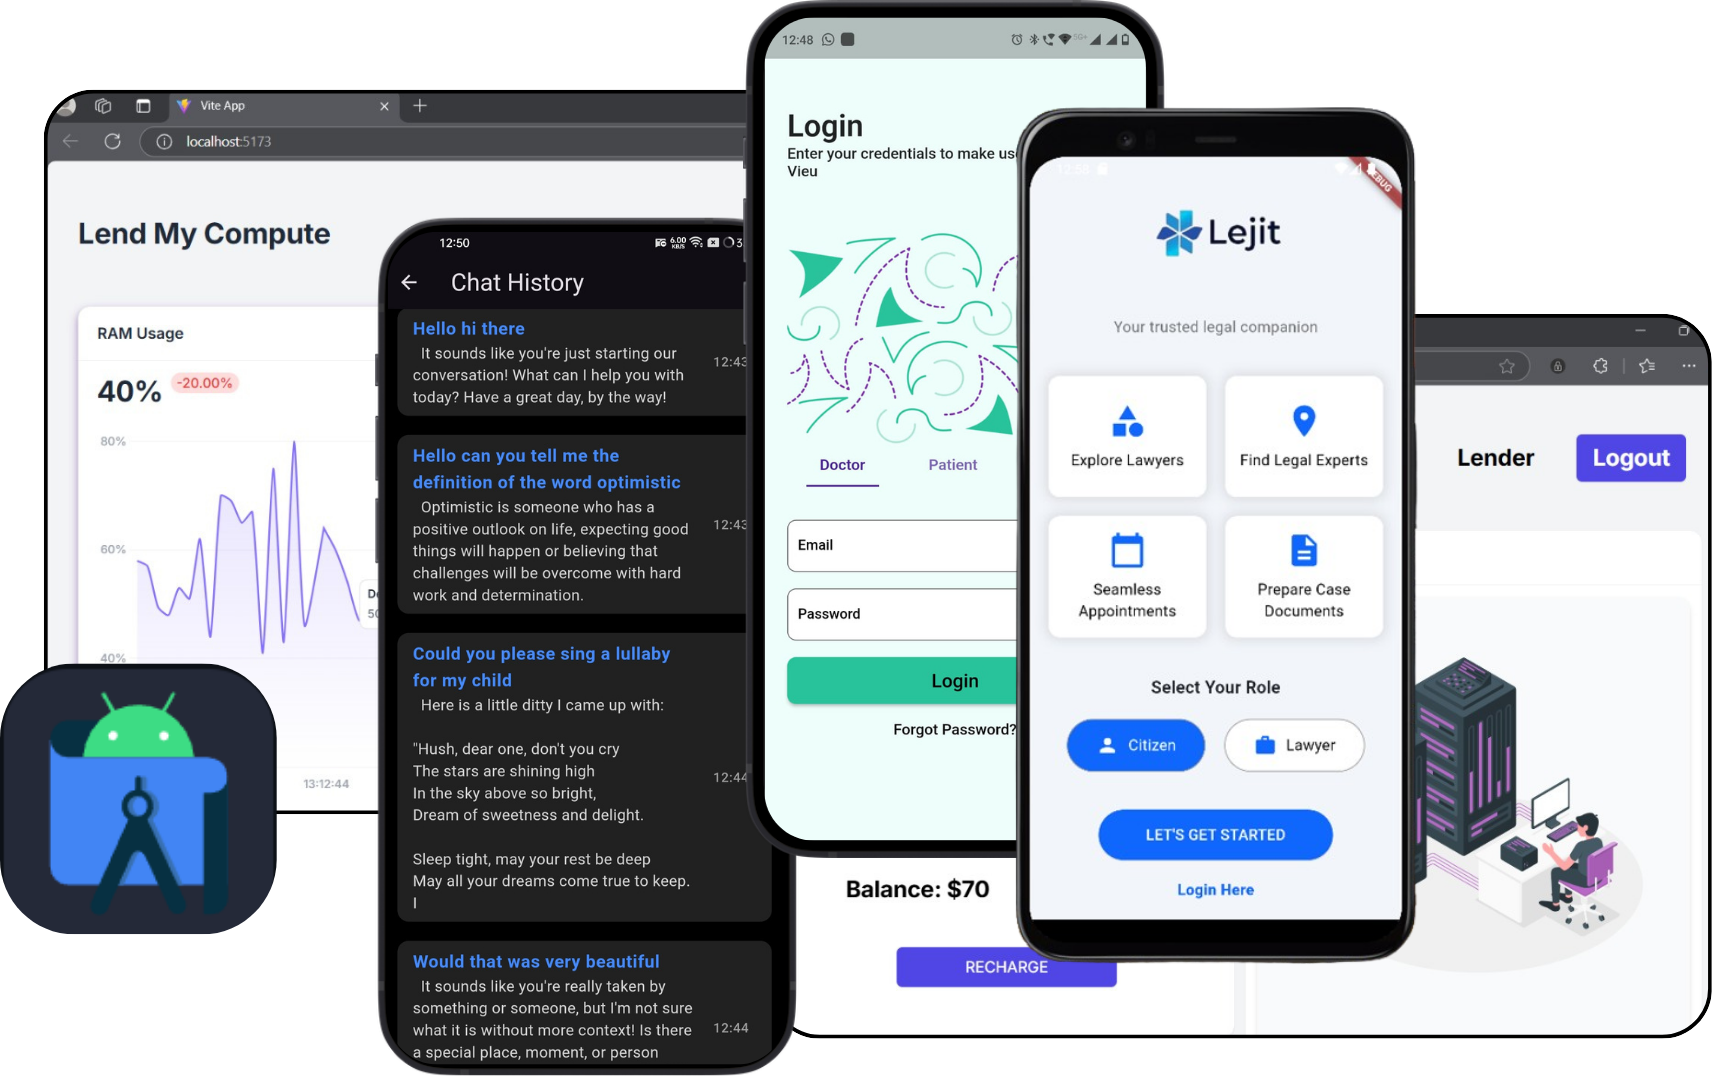 Vite App
localhost:5173
Lend My Compute
RAM Usage
40%
-20.00%
80%
60%
40%
13:12:44
12:50
6.00
KB/S
Chat History
Hello hi there
It sounds like you're just starting our
conversation! What can I help you with
today? Have a great day, by the way!
12:43
Hello can you tell me the
definition of the word optimistic
Optimistic is someone who has a
positive outlook on life, expecting good
things will happen or believing that
challenges will be overcome with hard
work and determination.
12:43
Could you please sing a lullaby
for my child
Here is a little ditty I came up with:
"Hush, dear one, don't you cry
The stars are shining high
In the sky above so bright,
Dream of sweetness and delight.
Sleep tight, may your rest be deep
May all your dreams come true to keep.
I
12:44
Would that was very beautiful
It sounds like you're really taken by
something or someone, but I'm not sure
what it is without more context! Is there
a special place, moment, or person
12:44
12:48
5G+
Login
Enter your credentials to make
Vieu
Doctor
Patient
Email
Password
Login
Forgot Password?
Lejit
Your trusted legal companion
Explore Lawyers
Find Legal Experts
Seamless
Appointments
Prepare Case
Documents
Select Your Role
Citizen
Lawyer
LET'S GET STARTED
Login Here
Lender
Logout
Balance: $70
RECHARGE